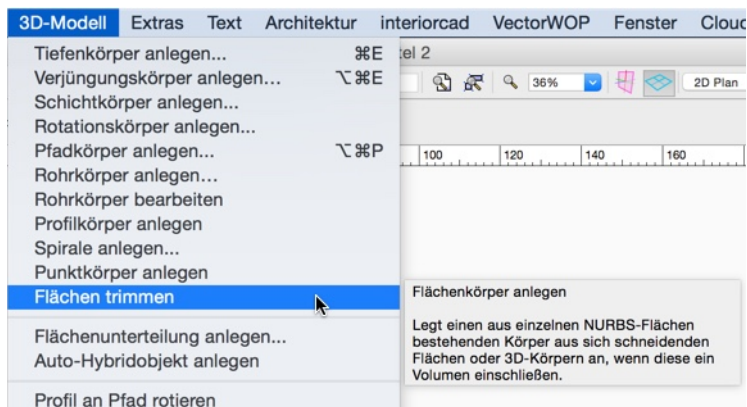 3D-Modell Extras Text Architektur interiorcad VectorWOP Fenster Cloud
tel 2
Tiefenkörper anlegen... ⌘E
Verjüngungskörper anlegen... ⌥⌘E
36% 2D Plan
Schichtkörper anlegen...
Rotationskörper anlegen...
Pfadkörper anlegen... ⌥⌘P
100 120 140 160
Rohrkörper anlegen...
Rohrkörper bearbeiten
Profilkörper anlegen
Spirale anlegen...
Punktkörper anlegen
Flächen trimmen
Flächenunterteilung anlegen...
Auto-Hybridobjekt anlegen
Profil an Pfad rotieren
Flächenkörper anlegen
Legt einen aus einzelnen NURBS-Flächen
bestehenden Körper aus sich schneidenden
Flächen oder 3D-Körpern an, wenn diese ein
Volumen einschließen.